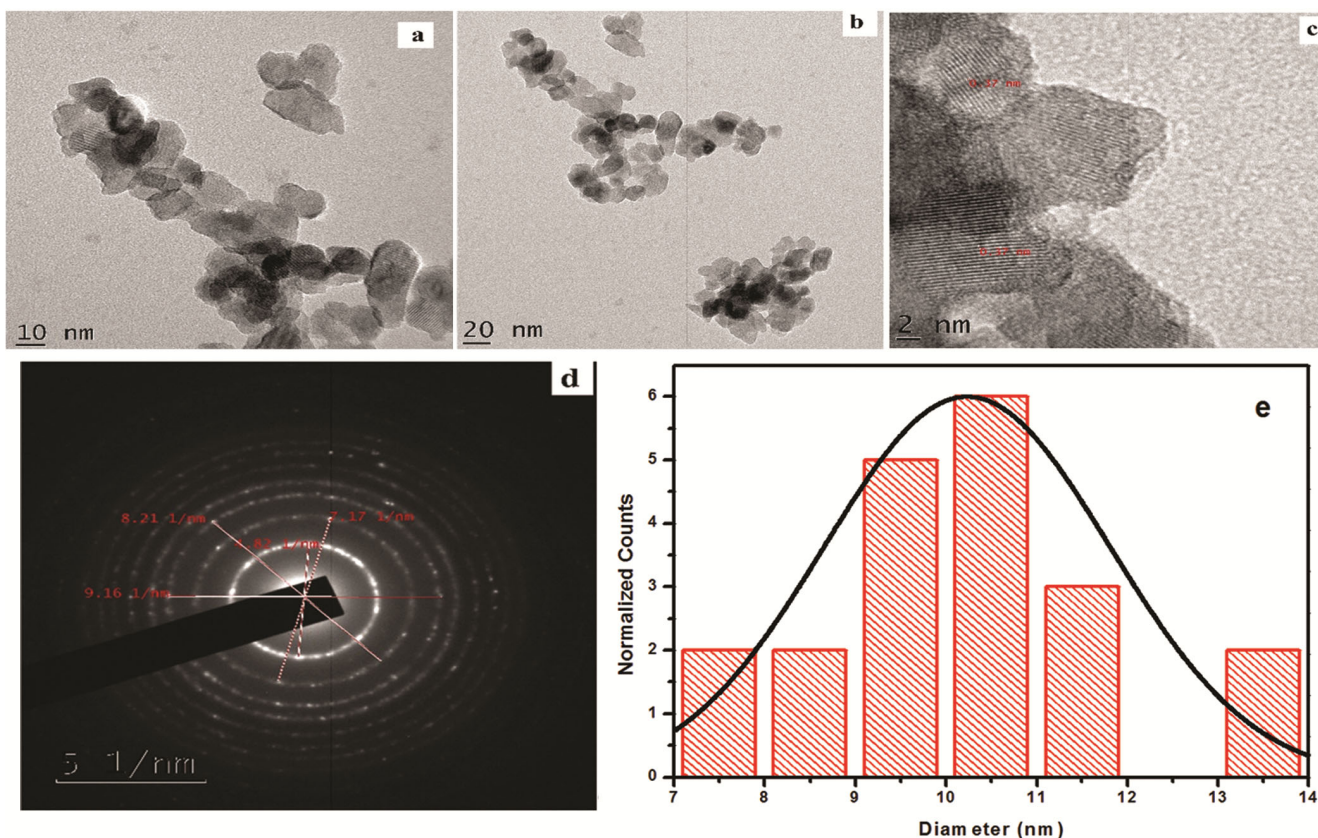 a
10 nm
b
20 nm
c
2 nm
d
8.21 1/nm
7.17 1/nm
9.16 1/nm
5 1/nm
e
Normalized Counts
6
5
4
3
2
1
0
7 8 9 10 11 12 13 14
Diameter (nm)